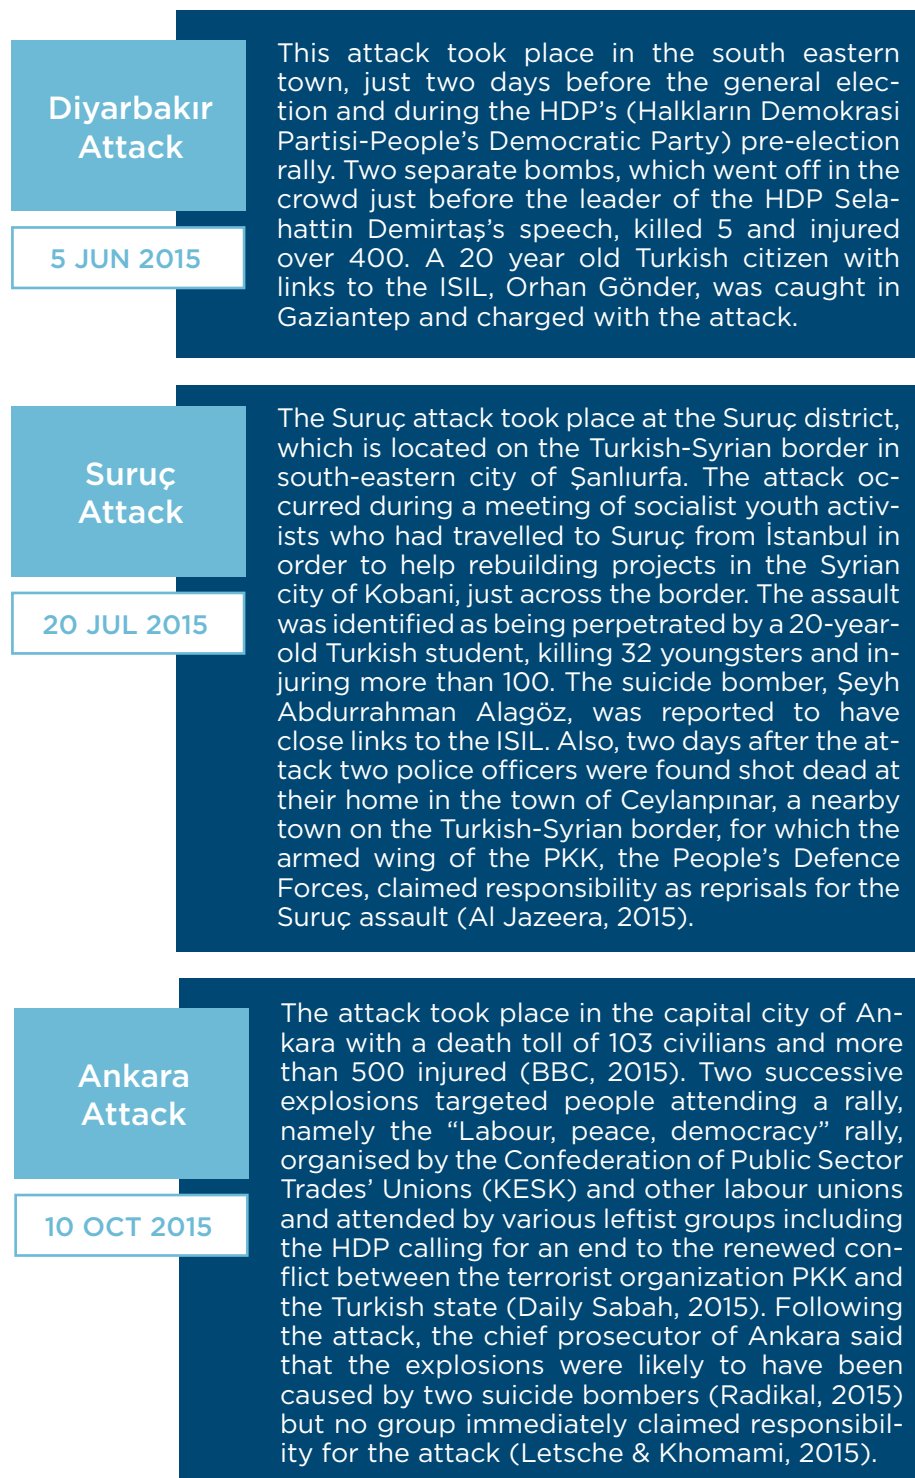 Diyarbakır
Attack
5 JUN 2015
This attack took place in the south eastern
town, just two days before the general elec-
tion and during the HDP's (Halkların Demokrasi
Partisi-People's Democratic Party) pre-election
rally. Two separate bombs, which went off in the
crowd just before the leader of the HDP Sela-
hattin Demirtaş's speech, killed 5 and injured
over 400. A 20 year old Turkish citizen with
links to the ISIL, Orhan Gönder, was caught in
Gaziantep and charged with the attack.
Suruç
Attack
20 JUL 2015
The Suruç attack took place at the Suruç district,
which is located on the Turkish-Syrian border in
south-eastern city of Şanlıurfa. The attack oc-
curred during a meeting of socialist youth activ-
ists who had travelled to Suruç from İstanbul in
order to help rebuilding projects in the Syrian
city of Kobani, just across the border. The assault
was identified as being perpetrated by a 20-year-
old Turkish student, killing 32 youngsters and in-
juring more than 100. The suicide bomber, Şeyh
Abdurrahman Alagöz, was reported to have
close links to the ISIL. Also, two days after the at-
tack two police officers were found shot dead at
their home in the town of Ceylanpınar, a nearby
town on the Turkish-Syrian border, for which the
armed wing of the PKK, the People's Defence
Forces, claimed responsibility as reprisals for the
Suruç assault (Al Jazeera, 2015).
Ankara
Attack
10 OCT 2015
The attack took place in the capital city of An-
kara with a death toll of 103 civilians and more
than 500 injured (BBC, 2015). Two successive
explosions targeted people attending a rally,
namely the “Labour, peace, democracy” rally,
organised by the Confederation of Public Sector
Trades' Unions (KESK) and other labour unions
and attended by various leftist groups including
the HDP calling for an end to the renewed con-
flict between the terrorist organization PKK and
the Turkish state (Daily Sabah, 2015). Following
the attack, the chief prosecutor of Ankara said
that the explosions were likely to have been
caused by two suicide bombers (Radikal, 2015)
but no group immediately claimed responsibil-
ity for the attack (Letsche & Khomami, 2015).